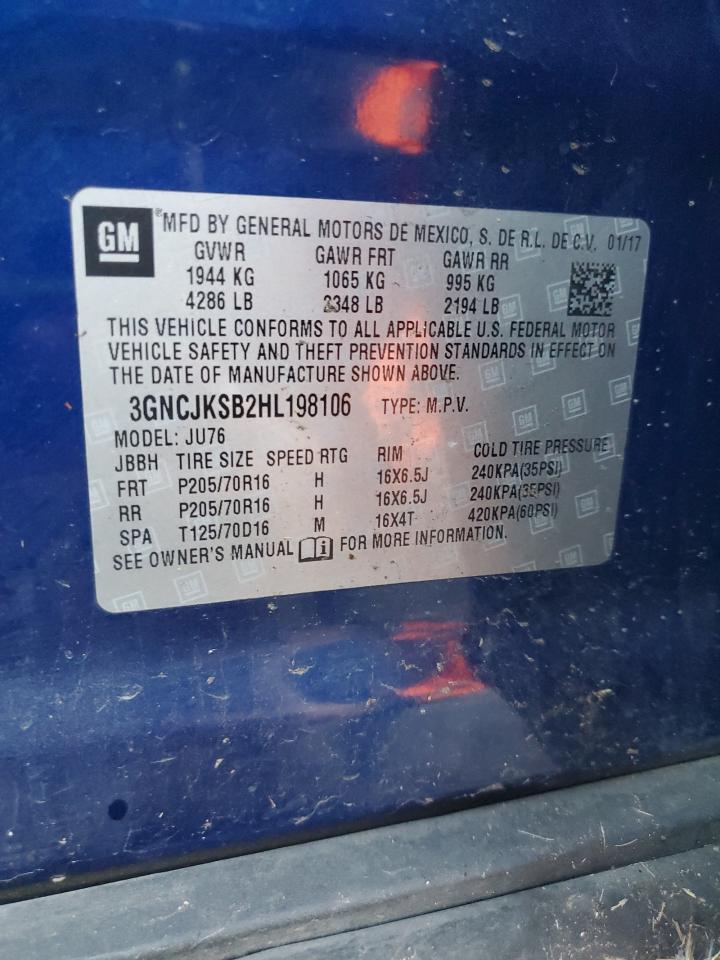 GM ® MFD BY GENERAL MOTORS DE MEXICO, S. DE R.L. DE C.V. 01/17
GVWR GAWR FRT GAWR RR
1944 KG 1065 KG 995 KG
4286 LB 2348 LB 2194 LB
THIS VEHICLE CONFORMS TO ALL APPLICABLE U.S. FEDERAL MOTOR
VEHICLE SAFETY AND THEFT PREVENTION STANDARDS IN EFFECT ON
THE DATE OF MANUFACTURE SHOWN ABOVE.
3GNCJKSB2HL198106 TYPE: M.P.V.
MODEL: JU76
JBBH TIRE SIZE SPEED RTG RIM COLD TIRE PRESSURE
FRT P205/70R16 H 16X6.5J 240KPA(35PSI)
RR P205/70R16 H 16X6.5J 240KPA(35PSI)
SPA T125/70D16 M 16X4T 420KPA(60PSI)
SEE OWNER'S MANUAL i FOR MORE INFORMATION.